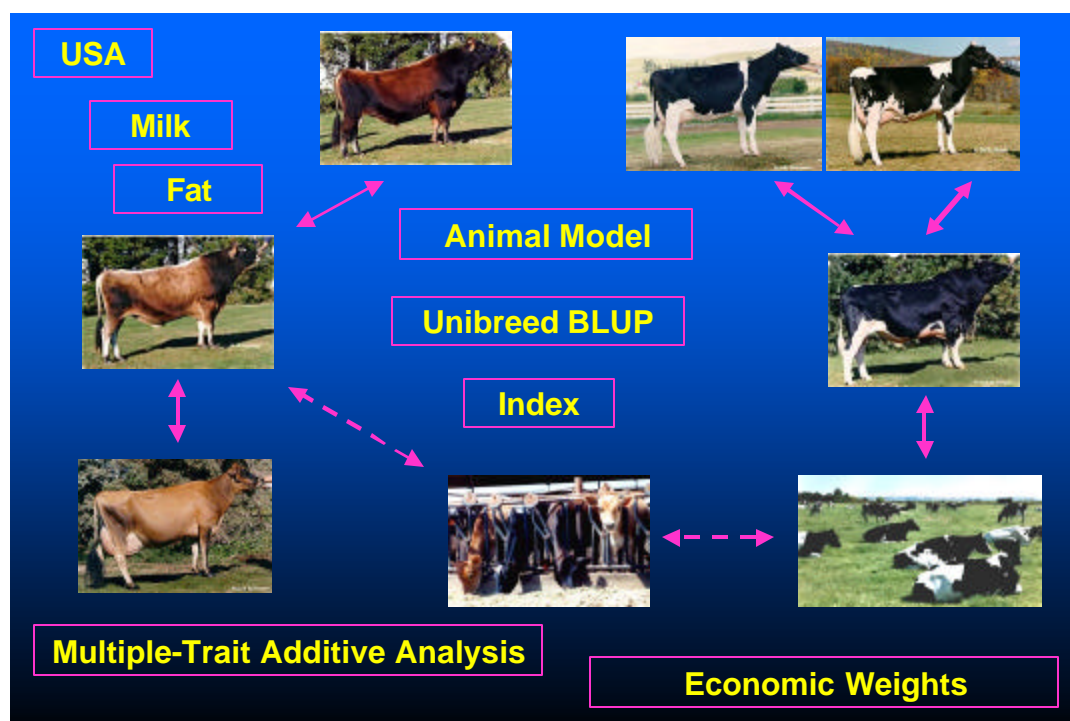 USA
Milk
Fat
Animal Model
Unibreed BLUP
Index
Multiple-Trait Additive Analysis
Economic Weights